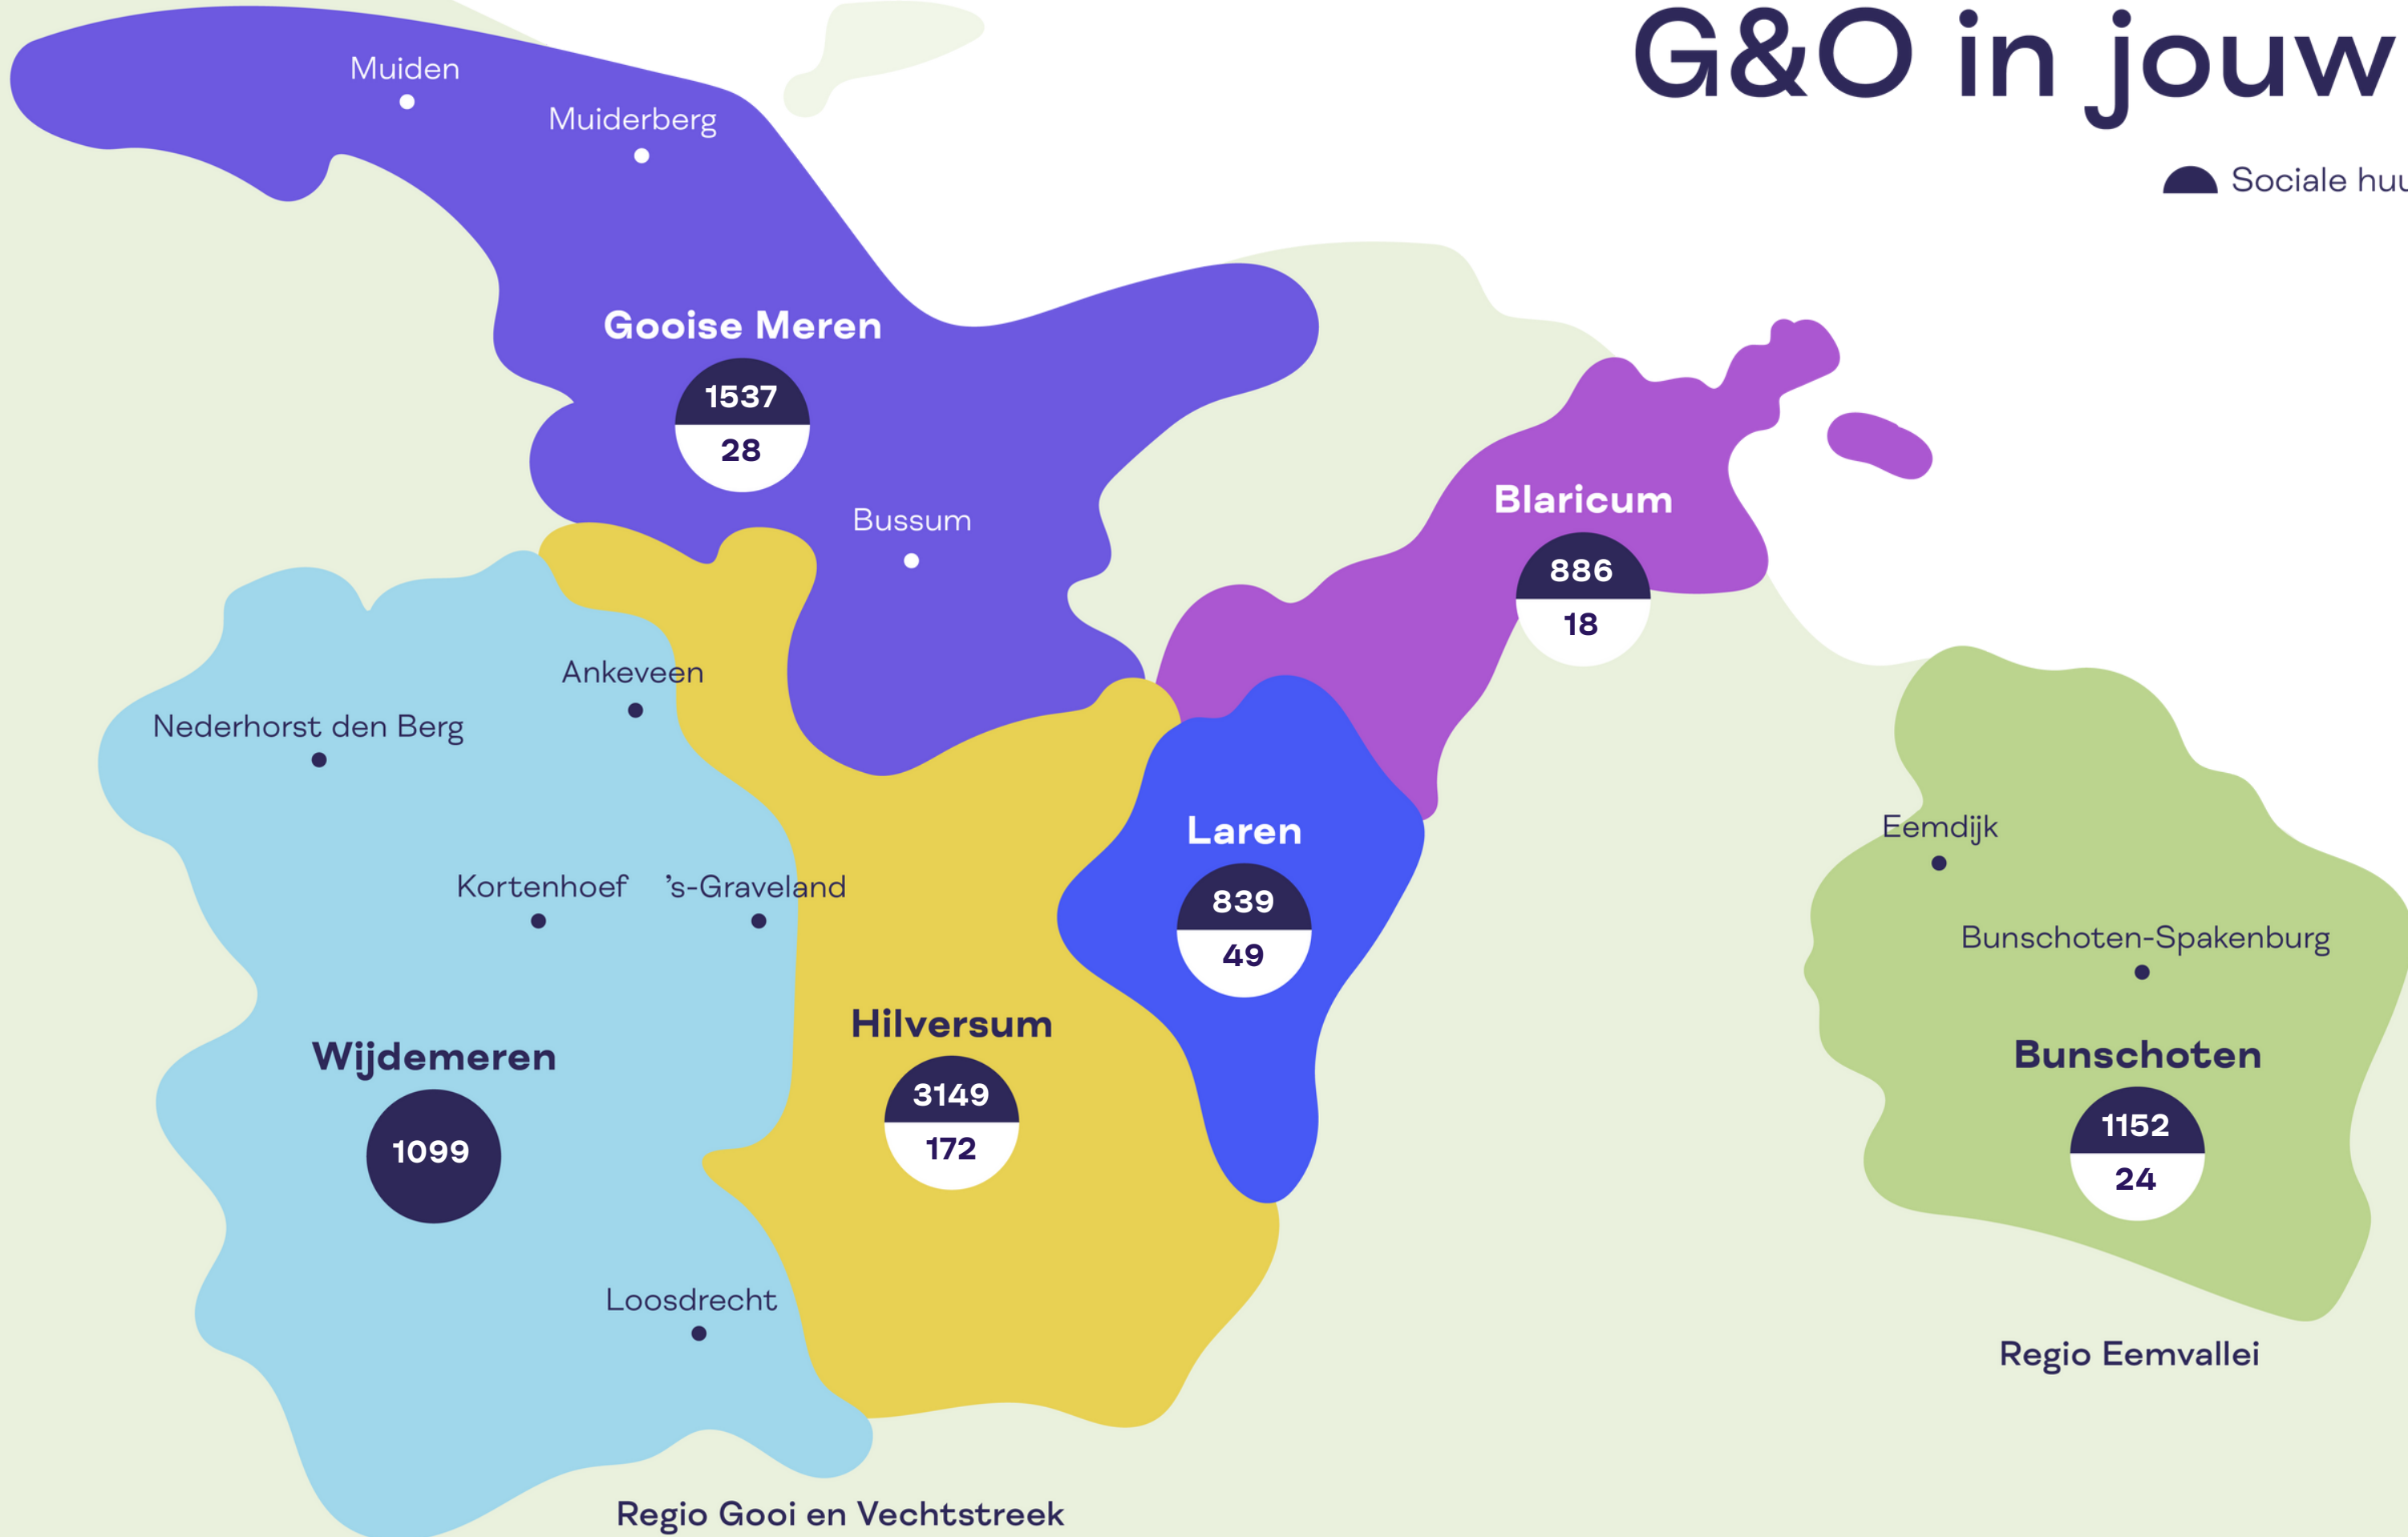 G&O in jouw
Sociale huu
Muiden
Muiderberg
Gooise Meren
1537
28
Bussum
Blaricum
886
18
Ankeveen
Nederhorst den Berg
Kortenhoef
's-Graveland
Laren
839
49
Eemdijk
Bunschoten-Spakenburg
Hilversum
3149
172
Wijdemeren
1099
Bunschoten
1152
24
Loosdrecht
Regio Eemvallei
Regio Gooi en Vechtstreek